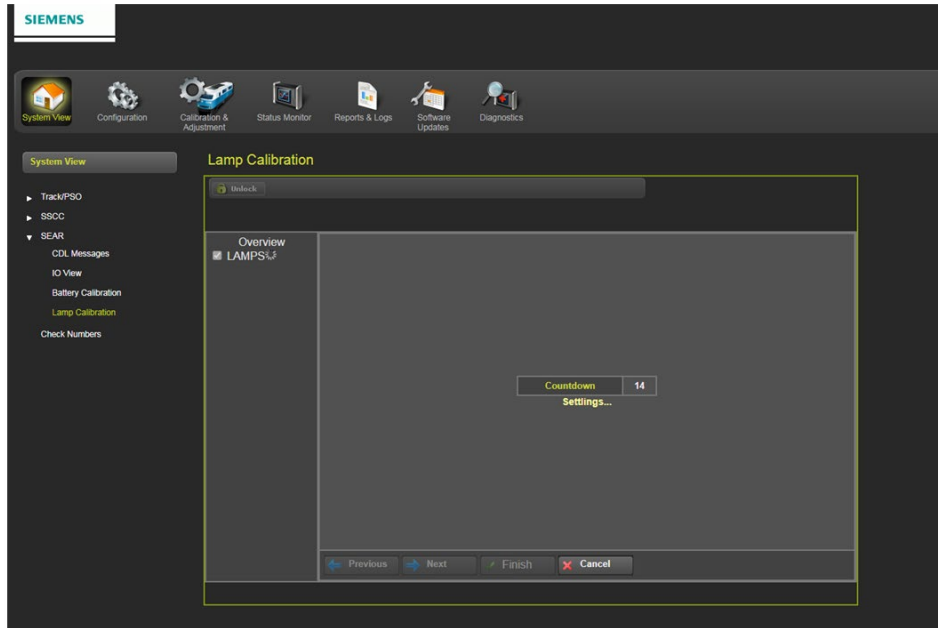 SIEMENS
System View
Configuration
Calibration &
Adjustment
Status Monitor
Reports & Logs
Software
Updates
Diagnostics
System View
Track/PSO
SSCC
SEAR
CDL Messages
IO View
Battery Calibration
Lamp Calibration
Check Numbers
Lamp Calibration
Unlock
Overview
LAMPS
Countdown 14
Settlings...
Previous Next Finish Cancel